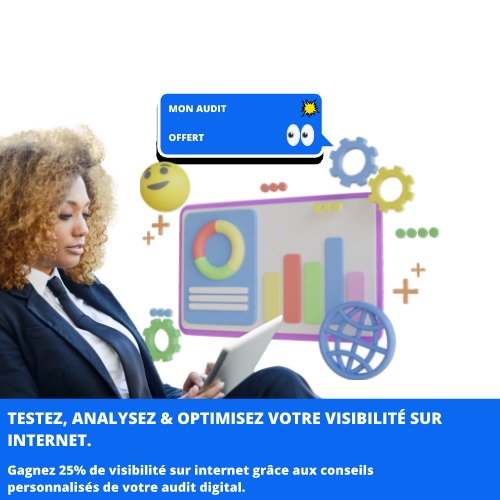 MON AUDIT
OFFERT
TESTEZ, ANALYSEZ & OPTIMISEZ VOTRE VISIBILITÉ SUR
INTERNET.
Gagnez 25% de visibilité sur internet grâce aux conseils
personnalisés de votre audit digital.